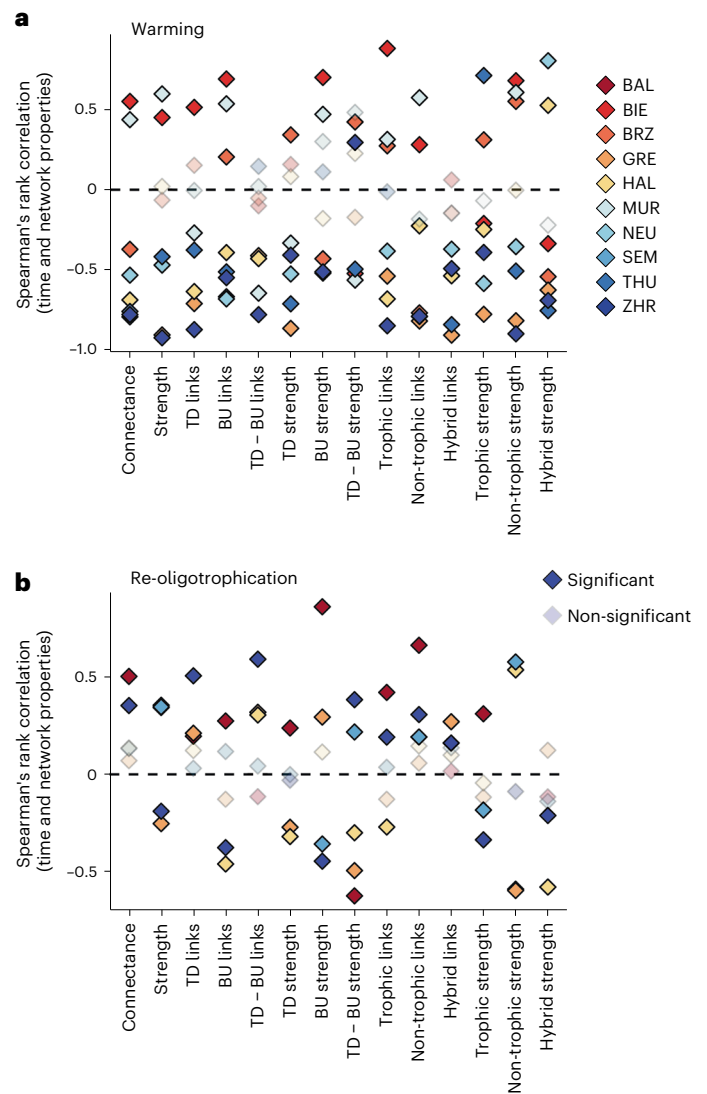 a
Warming
Spearman's rank correlation
(time and network properties)
0.5
0
−0.5
−1.0
Connectance
Strength
TD links
BU links
TD − BU links
TD strength
BU strength
TD − BU strength
Trophic links
Non-trophic links
Hybrid links
Trophic strength
Non-trophic strength
Hybrid strength
BAL
BIE
BRZ
GRE
HAL
MUR
NEU
SEM
THU
ZHR
b
Re-oligotrophication
Significant
Non-significant
Spearman's rank correlation
(time and network properties)
0.5
0
−0.5
Connectance
Strength
TD links
BU links
TD − BU links
TD strength
BU strength
TD − BU strength
Trophic links
Non-trophic links
Hybrid links
Trophic strength
Non-trophic strength
Hybrid strength